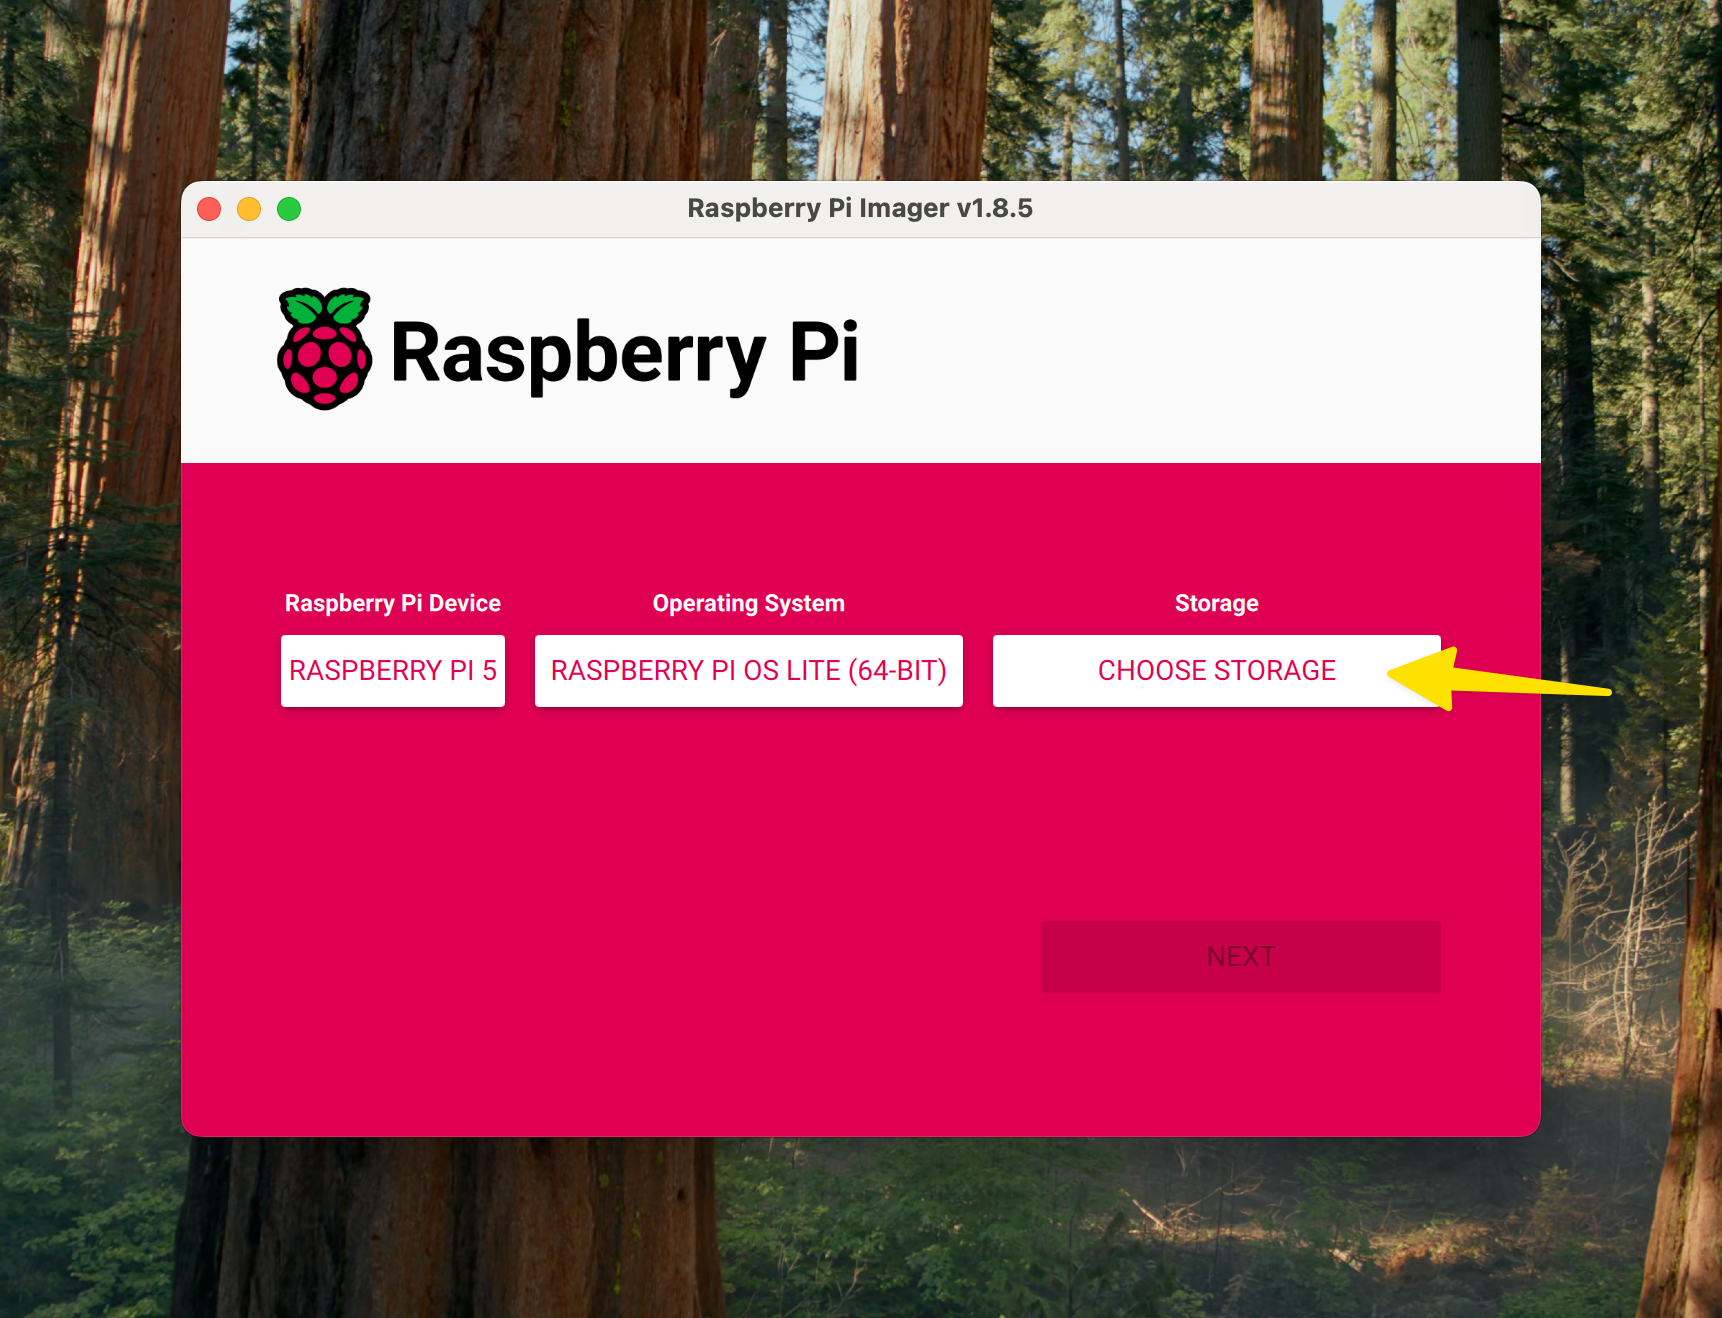 Raspberry Pi Imager v1.8.5
Raspberry Pi
Raspberry Pi Device
Operating System
Storage
RASPBERRY PI 5
RASPBERRY PI OS LITE (64-BIT)
CHOOSE STORAGE
NEXT